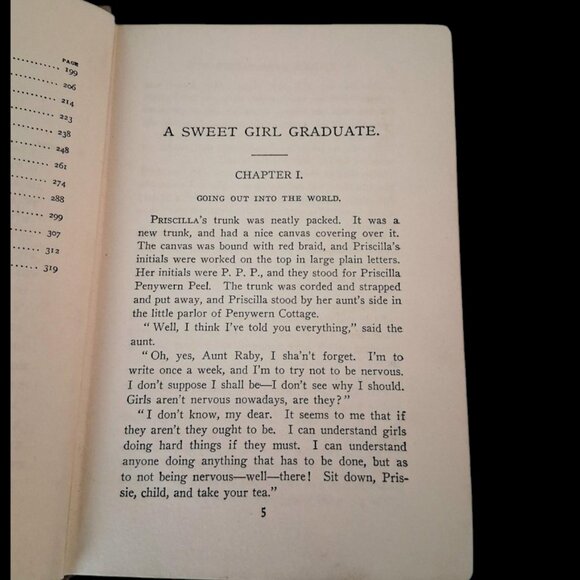 PAGE
199
206
214
223
238
248
261
274
288
299
307
312
319
A SWEET GIRL GRADUATE.
CHAPTER I.
GOING OUT INTO THE WORLD.
PRISCILLA'S trunk was neatly packed. It was a
new trunk, and had a nice canvas covering over it.
The canvas was bound with red braid, and Priscilla's
initials were worked on the top in large plain letters.
Her initials were P. P. P., and they stood for Priscilla
Penywern Peel. The trunk was corded and strapped
and put away, and Priscilla stood by her aunt's side in
the little parlor of Penywern Cottage.
"Well, I think I've told you everything," said the
aunt.
"Oh, yes, Aunt Raby, I sha'n't forget. I'm to
write once a week, and I'm to try not to be nervous.
I don't suppose I shall be—I don't see why I should.
Girls aren't nervous nowadays, are they?"
"I don't know, my dear. It seems to me that if
they aren't they ought to be. I can understand girls
doing hard things if they must. I can understand
anyone doing anything that has to be done, but as
to not being nervous—well—there! Sit down, Pris-
sie, child, and take your tea."
5